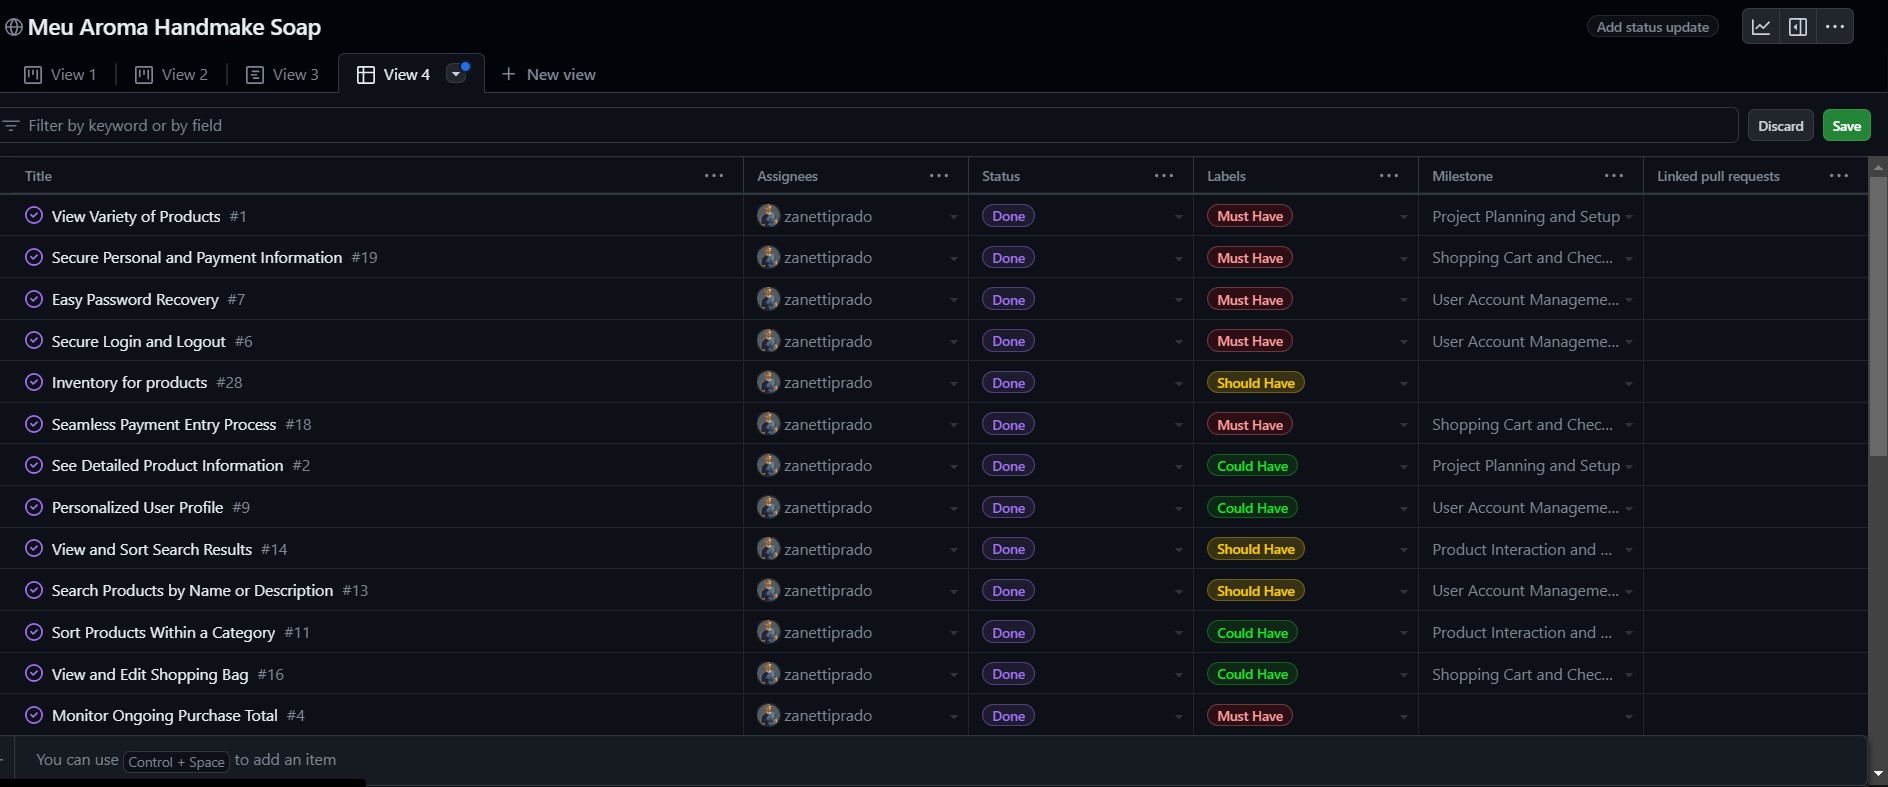 Meu Aroma Handmake Soap
Add status update
View 1 View 2 View 3 View 4 New view
Filter by keyword or by field Discard Save
Title Assignees Status Labels Milestone Linked pull requests
View Variety of Products #1 zanettiprado Done Must Have Project Planning and Setup
Secure Personal and Payment Information #19 zanettiprado Done Must Have Shopping Cart and Chec...
Easy Password Recovery #7 zanettiprado Done Must Have User Account Manageme...
Secure Login and Logout #6 zanettiprado Done Must Have User Account Manageme...
Inventory for products #28 zanettiprado Done Should Have
Seamless Payment Entry Process #18 zanettiprado Done Must Have Shopping Cart and Chec...
See Detailed Product Information #2 zanettiprado Done Could Have Project Planning and Setup
Personalized User Profile #9 zanettiprado Done Could Have User Account Manageme...
View and Sort Search Results #14 zanettiprado Done Should Have Product Interaction and ...
Search Products by Name or Description #13 zanettiprado Done Should Have User Account Manageme...
Sort Products Within a Category #11 zanettiprado Done Could Have Product Interaction and ...
View and Edit Shopping Bag #16 zanettiprado Done Could Have Shopping Cart and Chec...
Monitor Ongoing Purchase Total #4 zanettiprado Done Must Have
You can use Control + Space to add an item